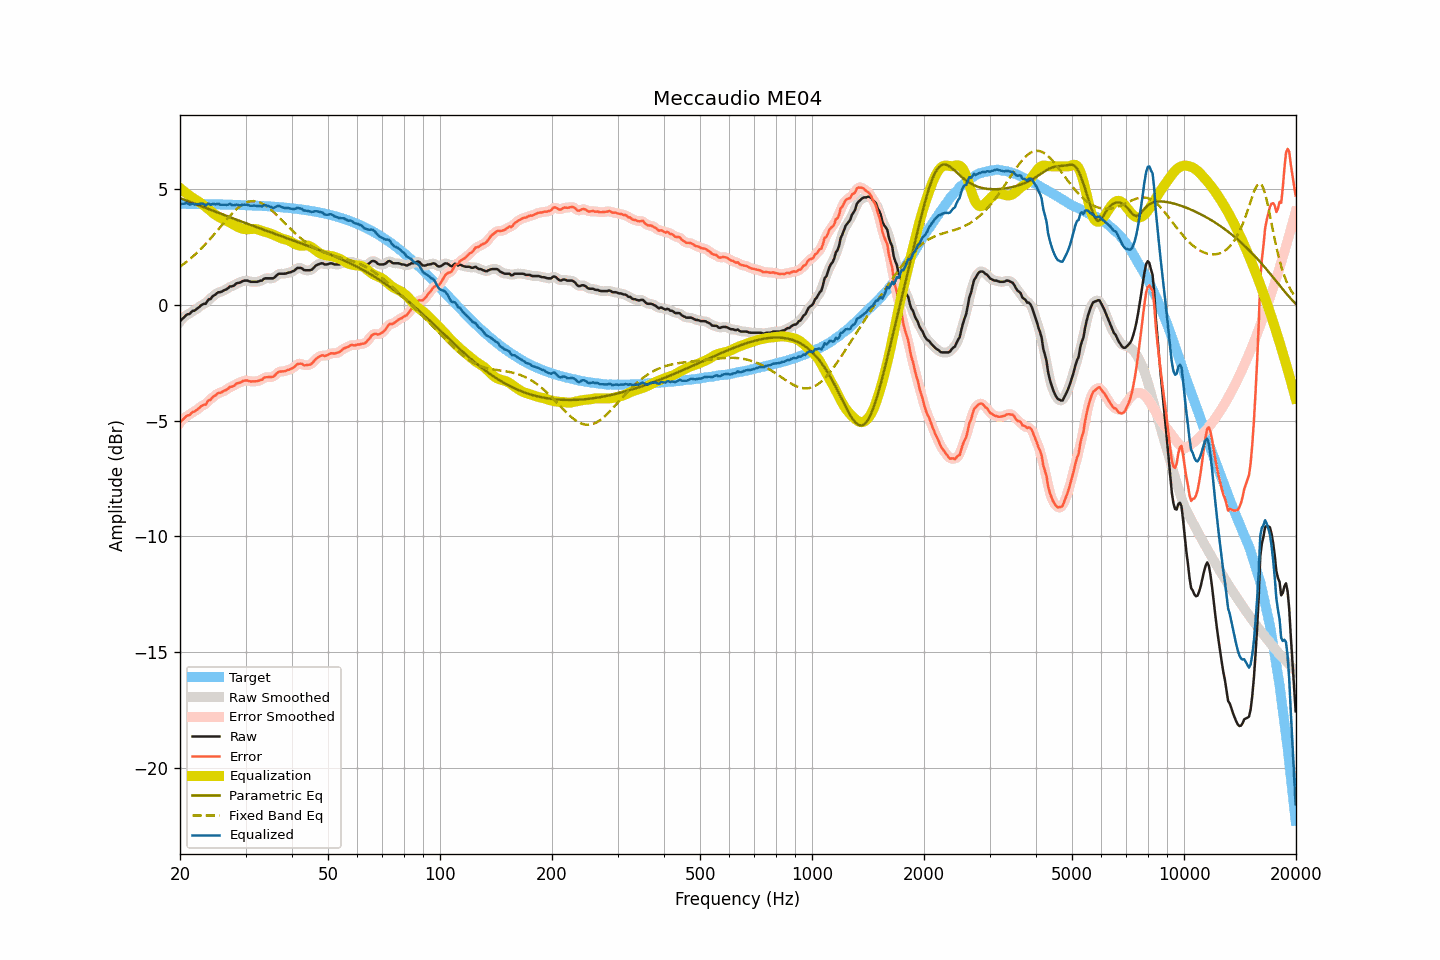 Meccaudio ME04
Amplitude (dBr)
5
0
−5
−10
−15
−20
Target
Raw Smoothed
Error Smoothed
Raw
Error
Equalization
Parametric Eq
Fixed Band Eq
Equalized
20 50 100 200 500 1000 2000 5000 10000 20000
Frequency (Hz)